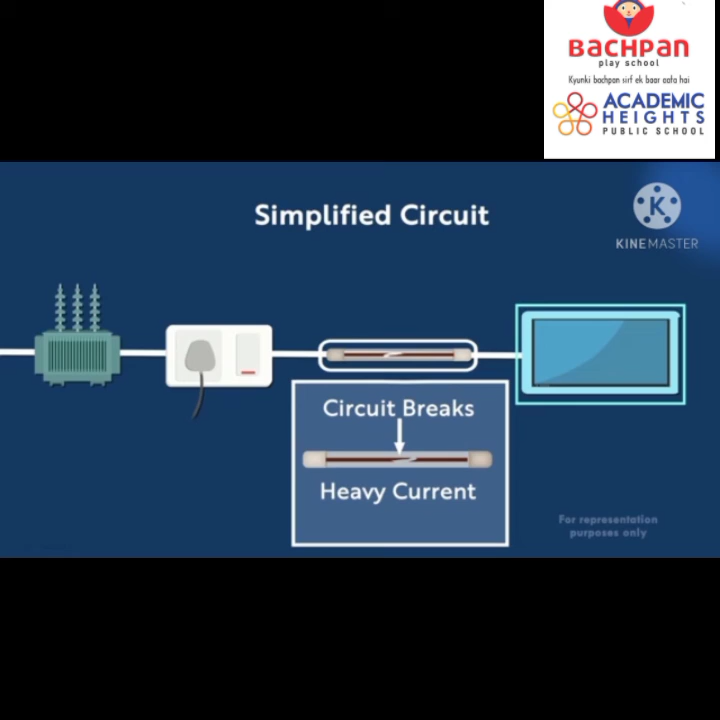 BACHPAN
play school
Kyunki bachpan sirf ek baar aata hai
ACADEMIC
HEIGHTS
PUBLIC SCHOOL
Simplified Circuit
K
KINEMASTER
Circuit Breaks
Heavy Current
For representation
purposes only